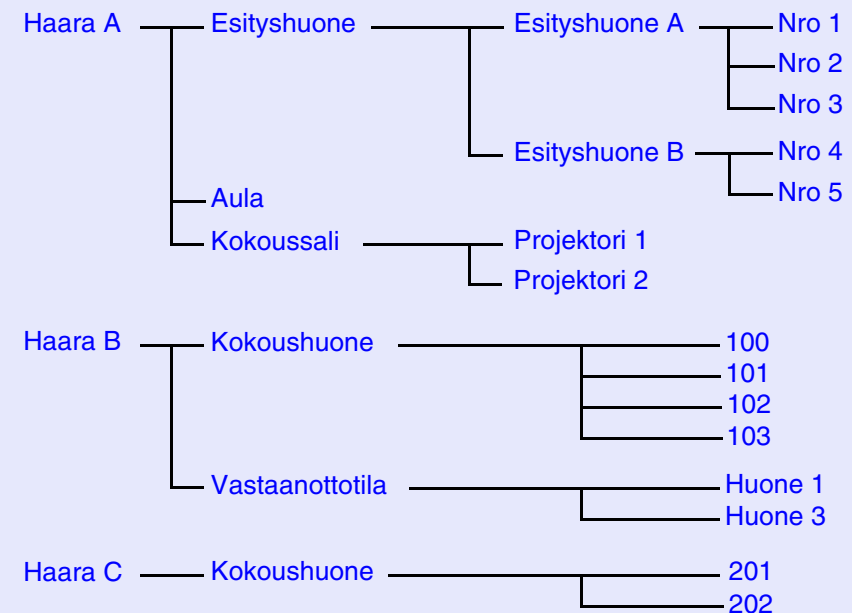 Haara A Esityshuone Esityshuone A Nro 1
Nro 2
Nro 3
Esityshuone B Nro 4
Nro 5
Aula
Kokoussali Projektori 1
Projektori 2
Haara B Kokoushuone 100
101
102
103
Vastaanottotila Huone 1
Huone 3
Haara C Kokoushuone 201
202